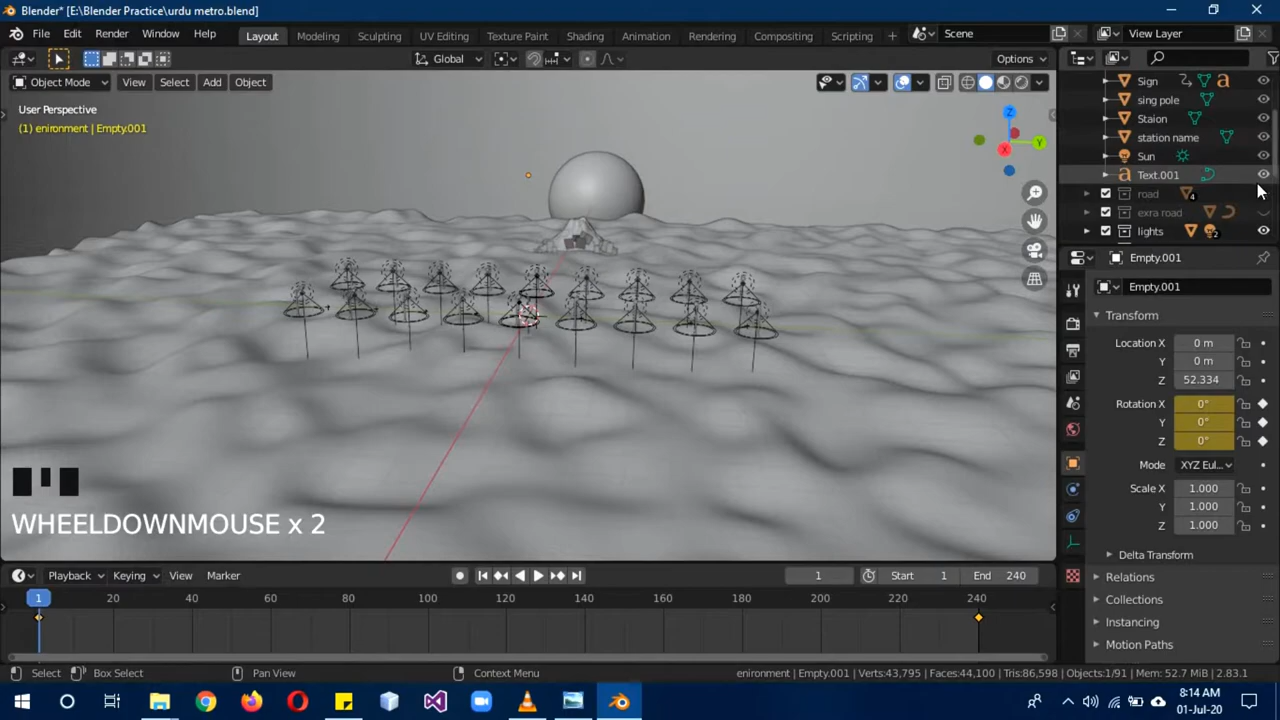 Blender* [E:\Blender Practice\urdu metro.blend]
File Edit Render Window Help
Layout Modeling Sculpting UV Editing Texture Paint Shading Animation Rendering Compositing Scripting
Scene View Layer
Global Options
Object Mode View Select Add Object
User Perspective
(1) enironment | Empty.001
Z
Y
X
Sign
sing pole
Staion
station name
Sun
Text.001
road 4
exra road
lights 2
Empty.001
Empty.001
Transform
Location X 0 m
Y 0 m
Z 52.334
Rotation X 0°
Y 0°
Z 0°
Mode XYZ Eul...
Scale X 1.000
Y 1.000
Z 1.000
Delta Transform
Relations
Collections
Instancing
Motion Paths
WHEELDOWNMOUSE x 2
Playback Keying View Marker 1 Start 1 End 240
1 20 40 60 80 100 120 140 160 180 200 220 240
Select Box Select Pan View Context Menu
enironment | Empty.001 | Verts:43,795 | Faces:44,100 | Tris:86,598 | Objects:1/91 | Mem: 52.7 MiB | 2.83.1
8:14 AM
01-Jul-20